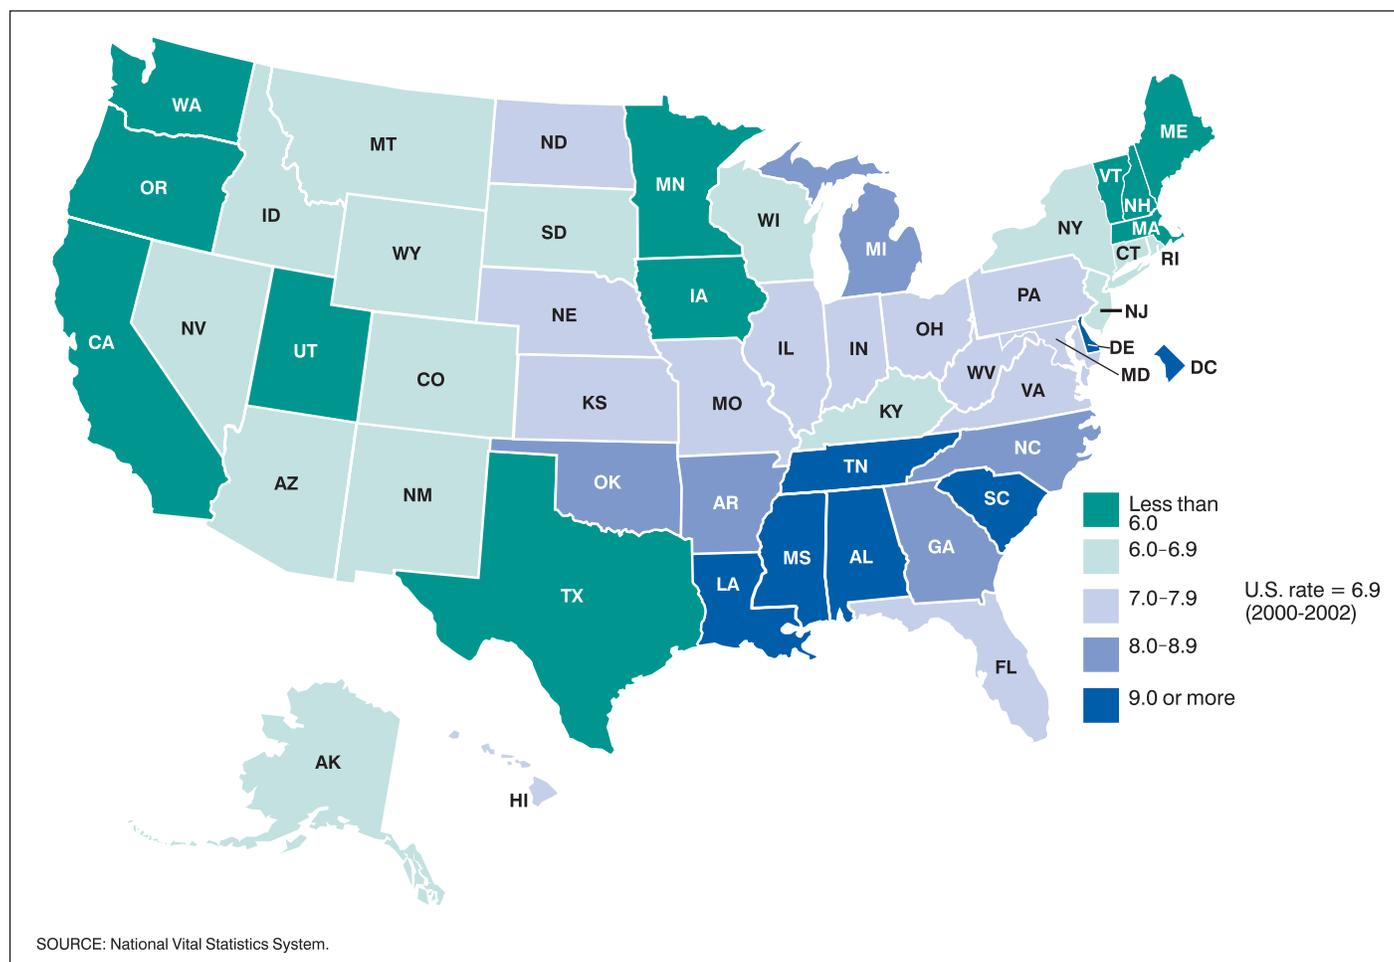 WA
ME
MT
ND
VT
MN
OR
NH
ID
WI
NY
MA
SD
MI
CT
RI
WY
IA
PA
NE
NJ
NV
OH
CA
UT
IL
IN
DE
DC
CO
WV
MD
VA
KS
MO
KY
NC
TN
OK
AZ
NM
AR
SC
Less than
6.0
GA
6.0–6.9
MS
AL
LA
TX
7.0–7.9
U.S. rate = 6.9
(2000-2002)
8.0–8.9
FL
9.0 or more
AK
HI
SOURCE: National Vital Statistics System.